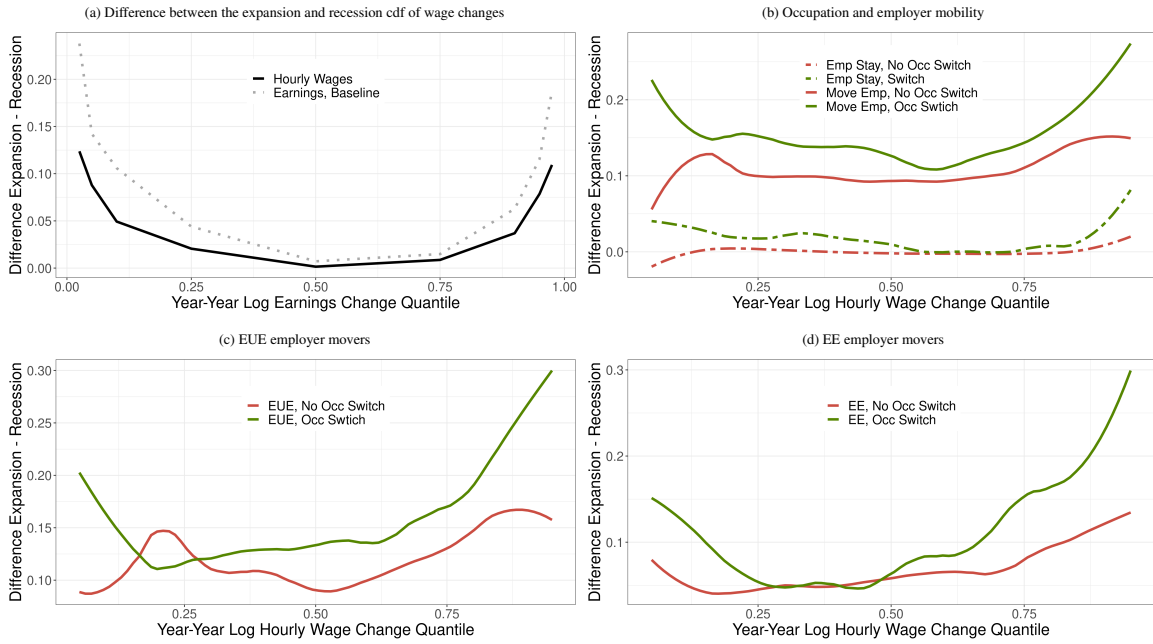 (a) Difference between the expansion and recession cdf of wage changes
Difference Expansion - Recession
0.20
0.15
0.10
0.05
0.00
Hourly Wages
Earnings, Baseline
0.00 0.25 0.50 0.75 1.00
Year-Year Log Earnings Change Quantile
(b) Occupation and employer mobility
Difference Expansion - Recession
0.2
0.1
0.0
Emp Stay, No Occ Switch
Emp Stay, Switch
Move Emp, No Occ Switch
Move Emp, Occ Swtich
0.25 0.50 0.75
Year-Year Log Hourly Wage Change Quantile
(c) EUE employer movers
Difference Expansion - Recession
0.30
0.25
0.20
0.15
0.10
EUE, No Occ Switch
EUE, Occ Swtich
0.25 0.50 0.75
Year-Year Log Hourly Wage Change Quantile
(d) EE employer movers
Difference Expansion - Recession
0.3
0.2
0.1
EE, No Occ Switch
EE, Occ Switch
0.25 0.50 0.75
Year-Year Log Hourly Wage Change Quantile